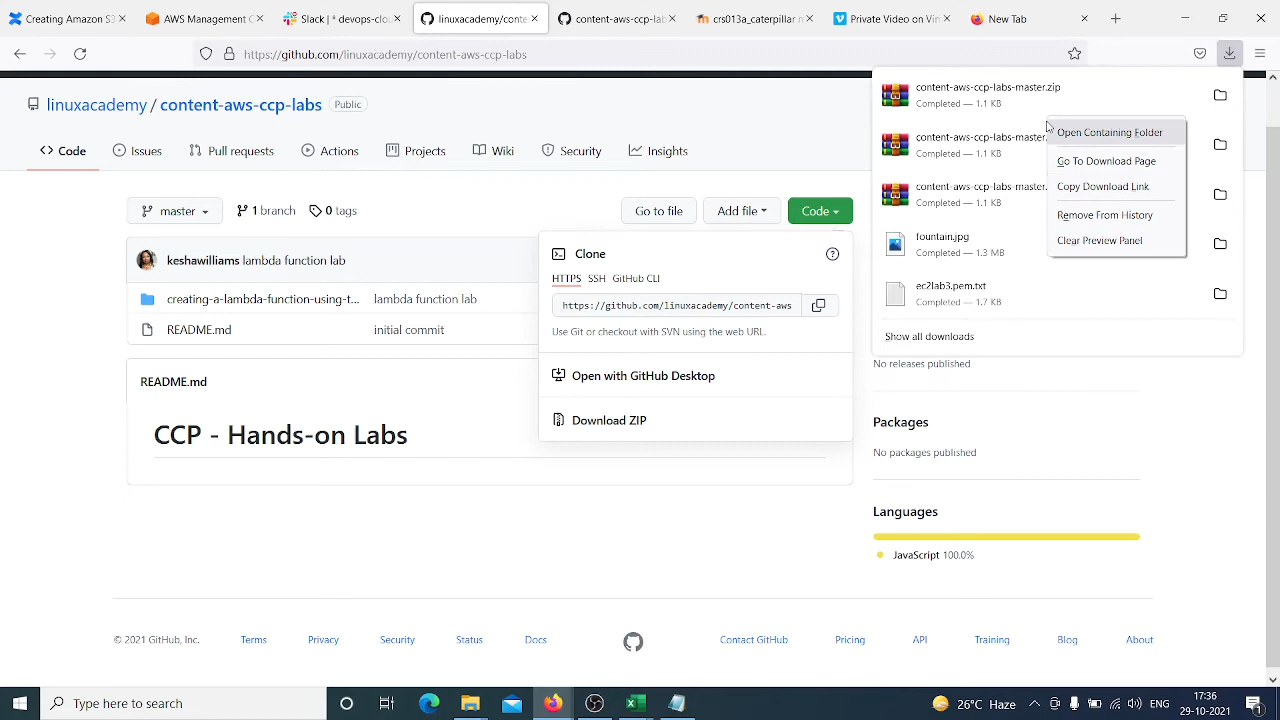 Creating Amazon S3
AWS Management C
Slack | * devops-clou
linuxacademy/conte
content-aws-ccp-lab
crs013a_caterpillar n
Private Video on Vim
New Tab
https://github.com/linuxacademy/content-aws-ccp-labs
linuxacademy / content-aws-ccp-labs
Public
Code
Issues
Pull requests
Actions
Projects
Wiki
Security
Insights
master
1 branch
0 tags
Go to file
Add file
Code
keshawilliams lambda function lab
creating-a-lambda-function-using-t...
lambda function lab
README.md
initial commit
README.md
CCP - Hands-on Labs
Clone
HTTPS
SSH
GitHub CLI
https://github.com/linuxacademy/content-aws
Use Git or checkout with SVN using the web URL.
Open with GitHub Desktop
Download ZIP
content-aws-ccp-labs-master.zip
Completed — 1.1 KB
content-aws-ccp-labs-master.
Completed — 1.1 KB
content-aws-ccp-labs-master.
Completed — 1.1 KB
fountain.jpg
Completed — 1.3 MB
ec2lab3.pem.txt
Completed — 1.7 KB
Show all downloads
Open Containing Folder
Go To Download Page
Copy Download Link
Remove From History
Clear Preview Panel
No releases published
Packages
No packages published
Languages
JavaScript 100.0%
© 2021 GitHub, Inc.
Terms
Privacy
Security
Status
Docs
Contact GitHub
Pricing
API
Training
Blog
About
Type here to search
26°C Haze
ENG
17:36
29-10-2021